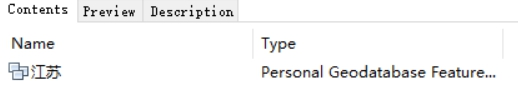 Contents Preview Description
Name Type
江苏 Personal Geodatabase Feature...